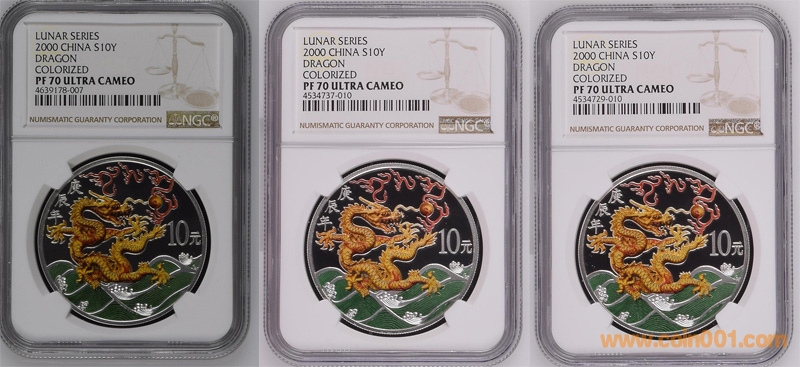 LUNAR SERIES
2000 CHINA S10Y
DRAGON
COLORIZED
PF 70 ULTRA CAMEO
4639178-007
NUMISMATIC GUARANTY CORPORATION
NGC®
庚辰年
10元
LUNAR SERIES
2000 CHINA S10Y
DRAGON
COLORIZED
PF 70 ULTRA CAMEO
4534737-010
NUMISMATIC GUARANTY CORPORATION
NGC®
庚辰年
10元
LUNAR SERIES
2000 CHINA S10Y
DRAGON
COLORIZED
PF 70 ULTRA CAMEO
4534729-010
NUMISMATIC GUARANTY CORPORATION
NGC®
庚辰年
10元
www.coin001.com